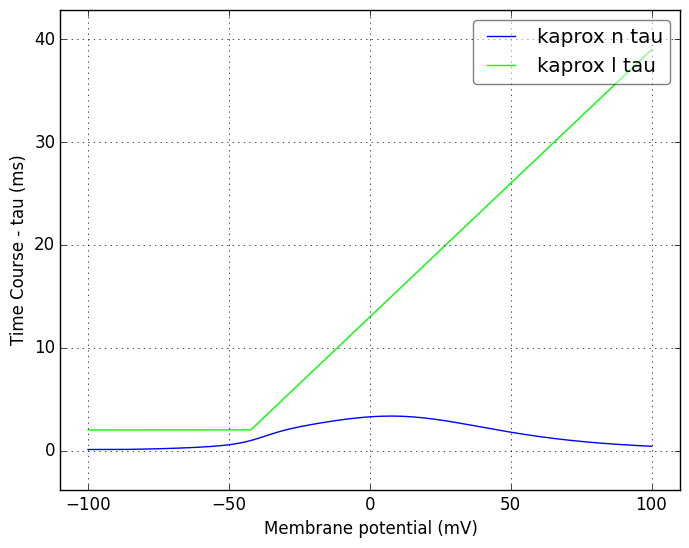 kaprox n tau
kaprox l tau
40
30
20
10
0
Time Course - tau (ms)
−100
−50
0
50
100
Membrane potential (mV)